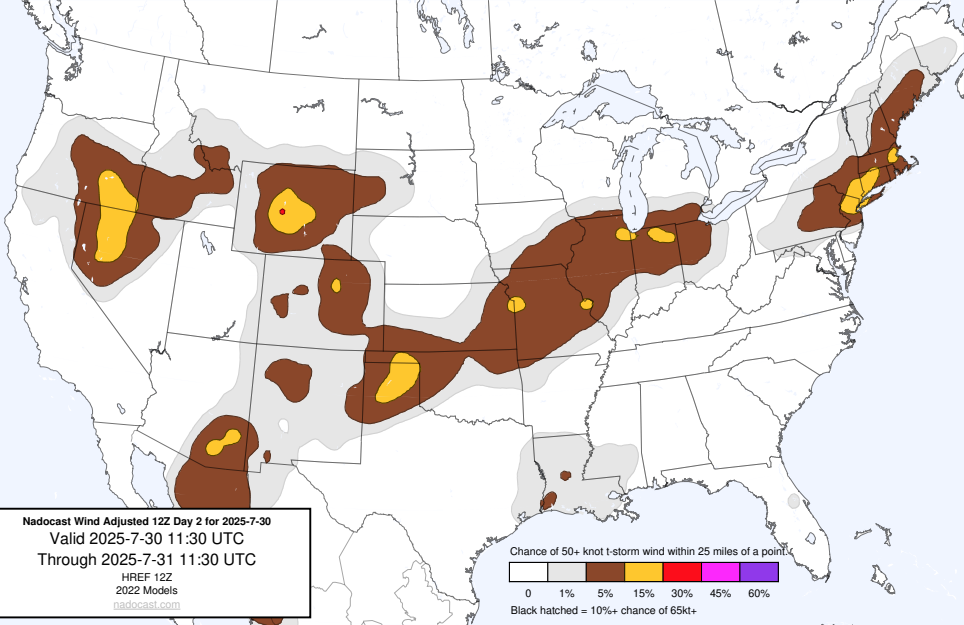 Nadocast Wind Adjusted 12Z Day 2 for 2025-7-30
Valid 2025-7-30 11:30 UTC
Through 2025-7-31 11:30 UTC
HREF 12Z
2022 Models
nadocast.com
Chance of 50+ knot t-storm wind within 25 miles of a point.
0 1% 5% 15% 30% 45% 60%
Black hatched = 10%+ chance of 65kt+